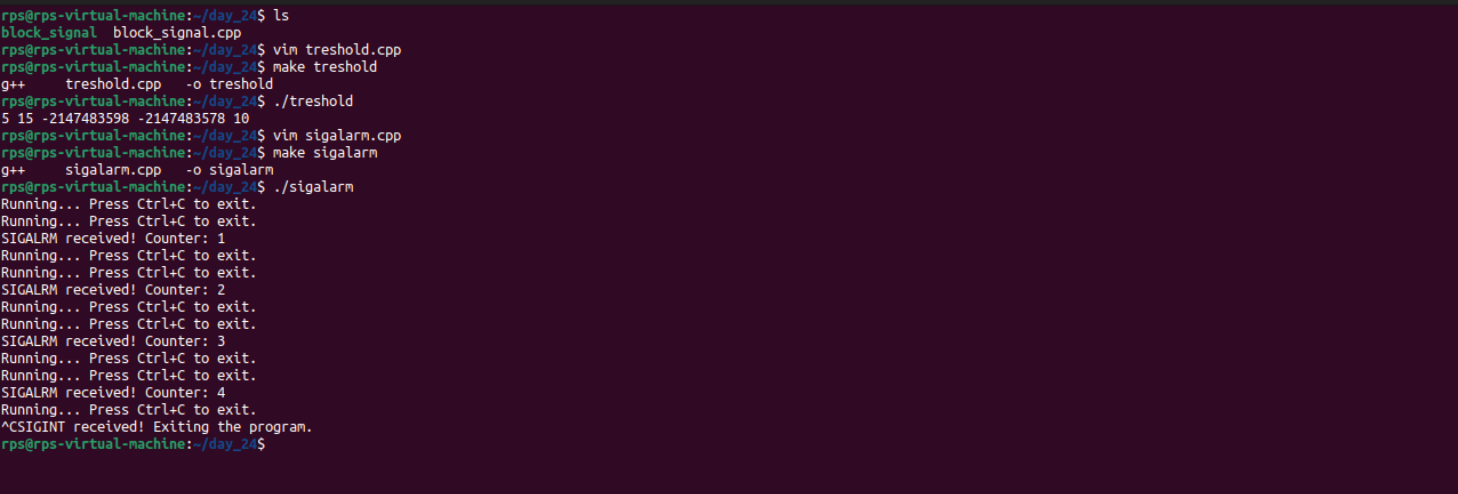 rps@rps-virtual-machine:~/day_24$ ls
block_signal  block_signal.cpp
rps@rps-virtual-machine:~/day_24$ vim treshold.cpp
rps@rps-virtual-machine:~/day_24$ make treshold
g++     treshold.cpp   -o treshold
rps@rps-virtual-machine:~/day_24$ ./treshold
5 15 -2147483598 -2147483578 10
rps@rps-virtual-machine:~/day_24$ vim sigalarm.cpp
rps@rps-virtual-machine:~/day_24$ make sigalarm
g++     sigalarm.cpp   -o sigalarm
rps@rps-virtual-machine:~/day_24$ ./sigalarm
Running... Press Ctrl+C to exit.
Running... Press Ctrl+C to exit.
SIGALRM received! Counter: 1
Running... Press Ctrl+C to exit.
Running... Press Ctrl+C to exit.
SIGALRM received! Counter: 2
Running... Press Ctrl+C to exit.
Running... Press Ctrl+C to exit.
SIGALRM received! Counter: 3
Running... Press Ctrl+C to exit.
Running... Press Ctrl+C to exit.
SIGALRM received! Counter: 4
Running... Press Ctrl+C to exit.
^CSIGINT received! Exiting the program.
rps@rps-virtual-machine:~/day_24$